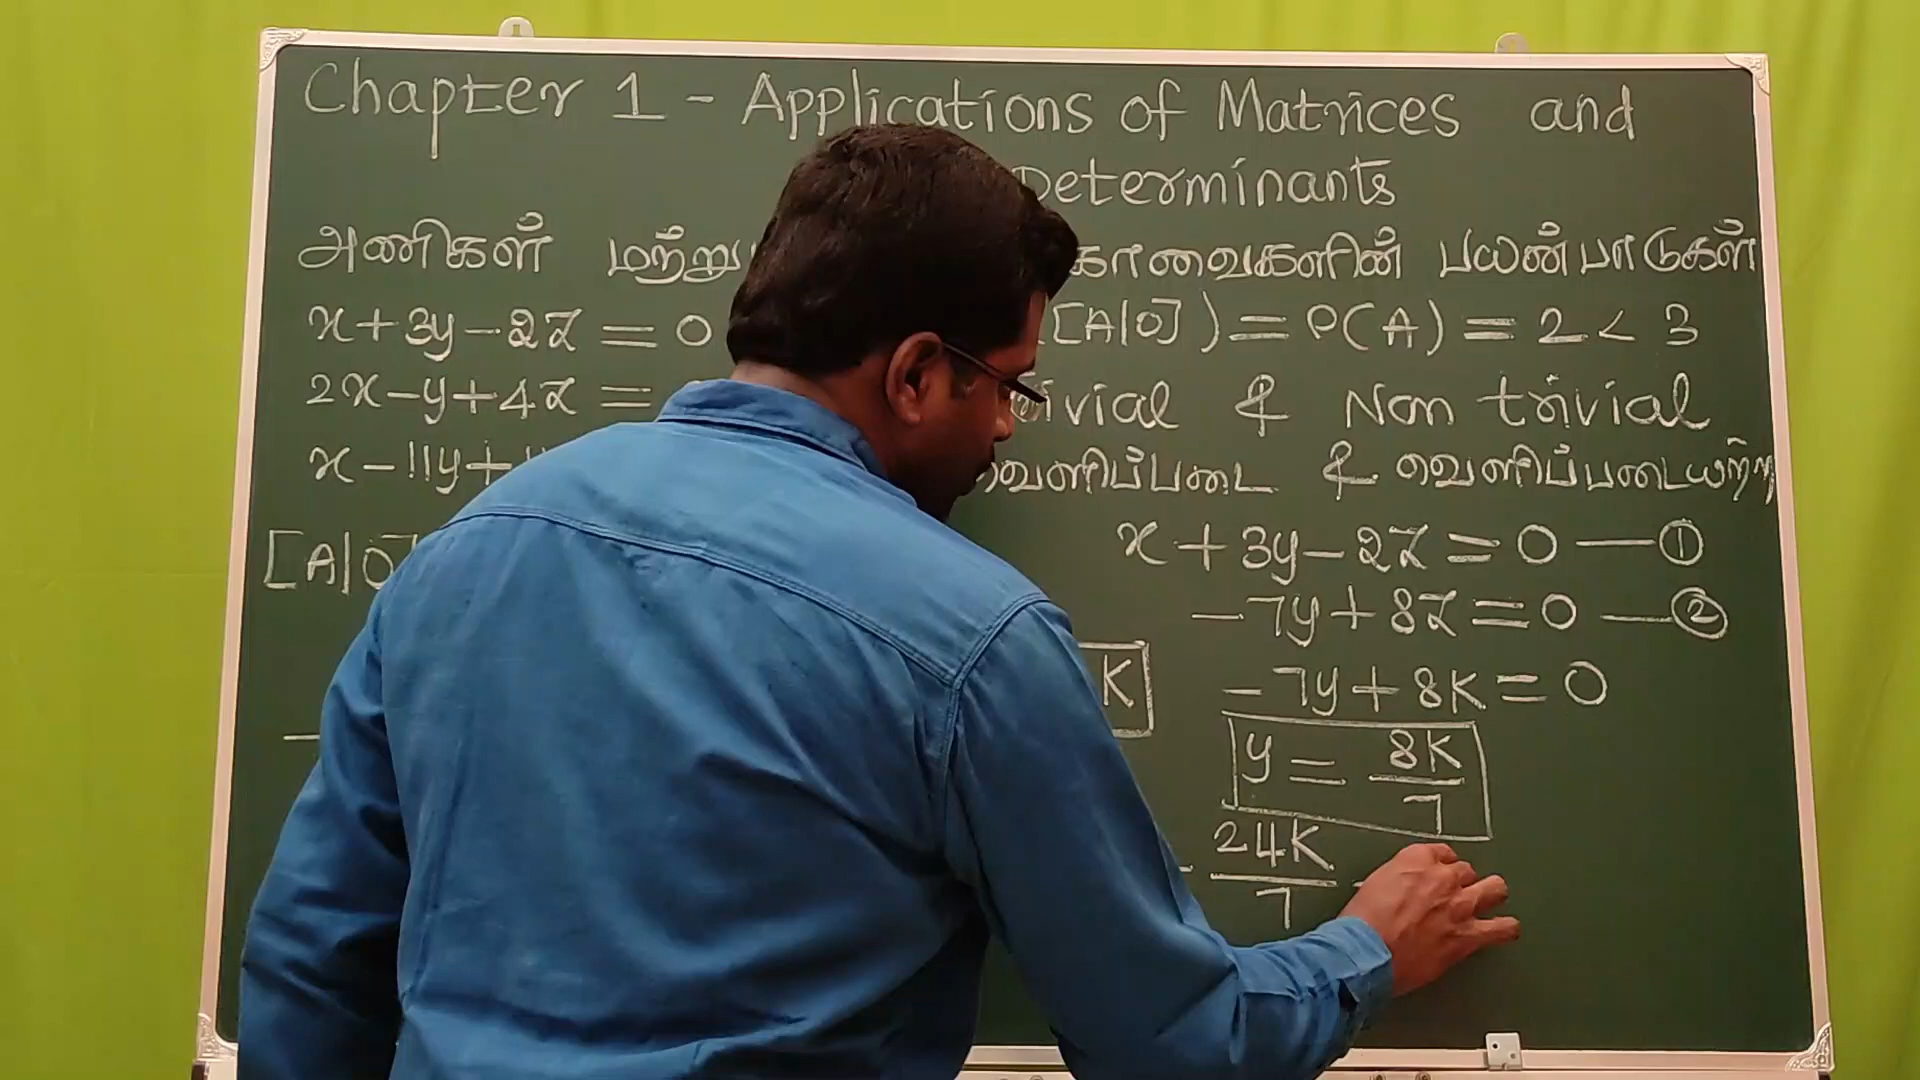 Chapter 1 - Applications of Matrices and
Determinants
அணிகள் மற்று கோவைகளின் பயன்பாடுகள்
x + 3y - 2z = 0
2x - y + 4z =
x - 11y +
[A|0]
[A|0]) = ρ(A) = 2 < 3
Trivial & Non trivial
வெளிப்படை & வெளிப்படையற்ற
x + 3y - 2z = 0 — ①
- 7y + 8z = 0 — ②
K
- 7y + 8K = 0
y = 8K/7
- 24K/7